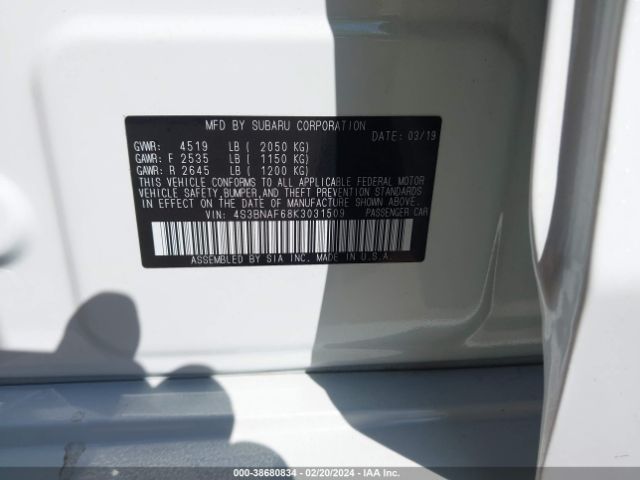 MFD BY SUBARU CORPORATION
DATE: 03/19
GVWR: 4519 LB ( 2050 KG)
GAWR: F 2535 LB ( 1150 KG)
GAWR: R 2645 LB ( 1200 KG)
THIS VEHICLE CONFORMS TO ALL APPLICABLE FEDERAL MOTOR
VEHICLE SAFETY, BUMPER, AND THEFT PREVENTION STANDARDS
IN EFFECT ON THE DATE OF MANUFACTURE SHOWN ABOVE.
VIN: 4S3BNAF68K3031509 PASSENGER CAR
ASSEMBLED BY SIA INC. MADE IN U.S.A.
000-38680834 - 02/20/2024 - IAA Inc.